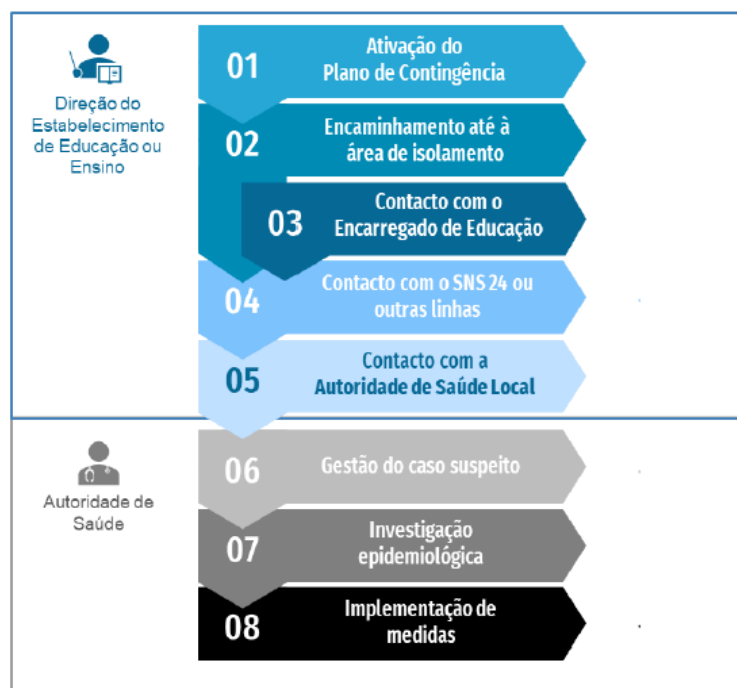 Direção do
Estabelecimento
de Educação ou
Ensino
01
Ativação do
Plano de Contingência
02
Encaminhamento até à
área de isolamento
03
Contacto com o
Encarregado de Educação
04
Contacto com o SNS 24 ou
outras linhas
05
Contacto com a
Autoridade de Saúde Local
Autoridade de
Saúde
06
Gestão do caso suspeito
07
Investigação
epidemiológica
08
Implementação de
medidas